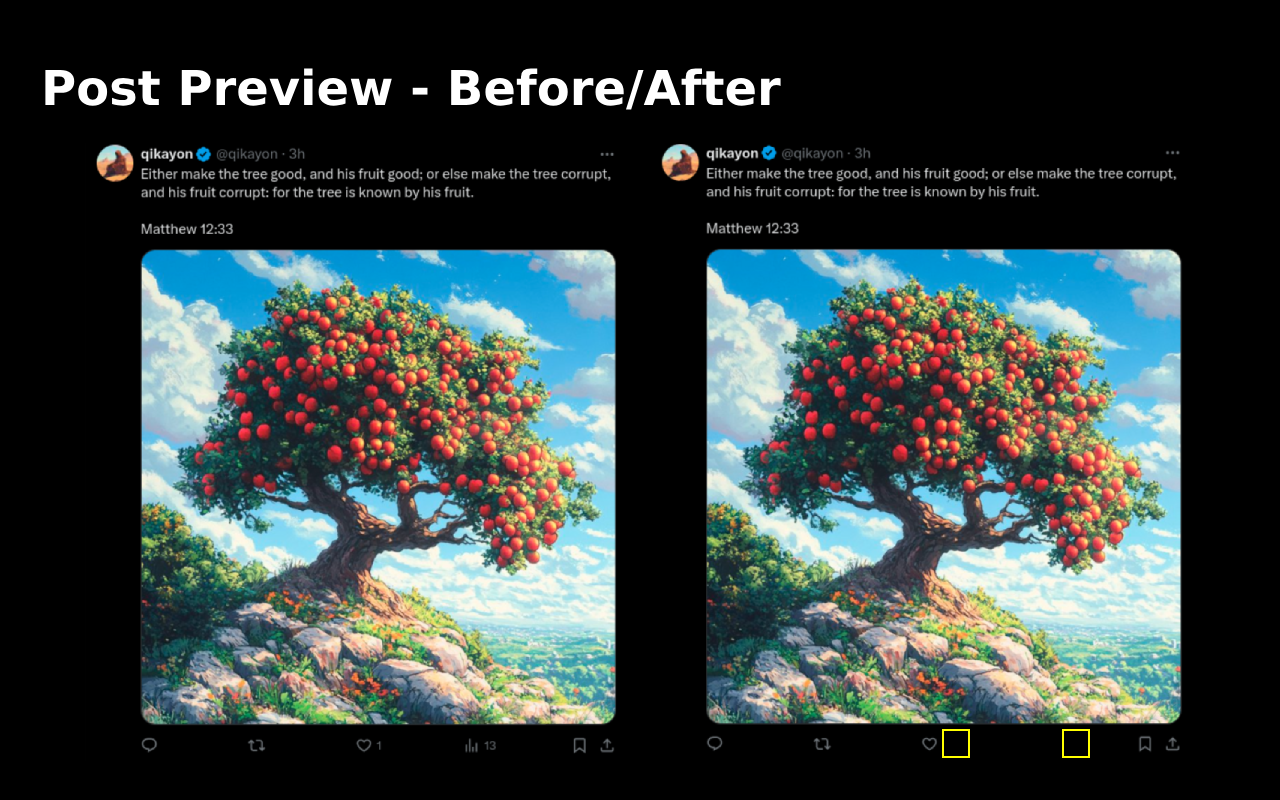 Post Preview - Before/After
qikayon @qikayon · 3h
Either make the tree good, and his fruit good; or else make the tree corrupt,
and his fruit corrupt: for the tree is known by his fruit.
Matthew 12:33
1 13
qikayon @qikayon · 3h
Either make the tree good, and his fruit good; or else make the tree corrupt,
and his fruit corrupt: for the tree is known by his fruit.
Matthew 12:33